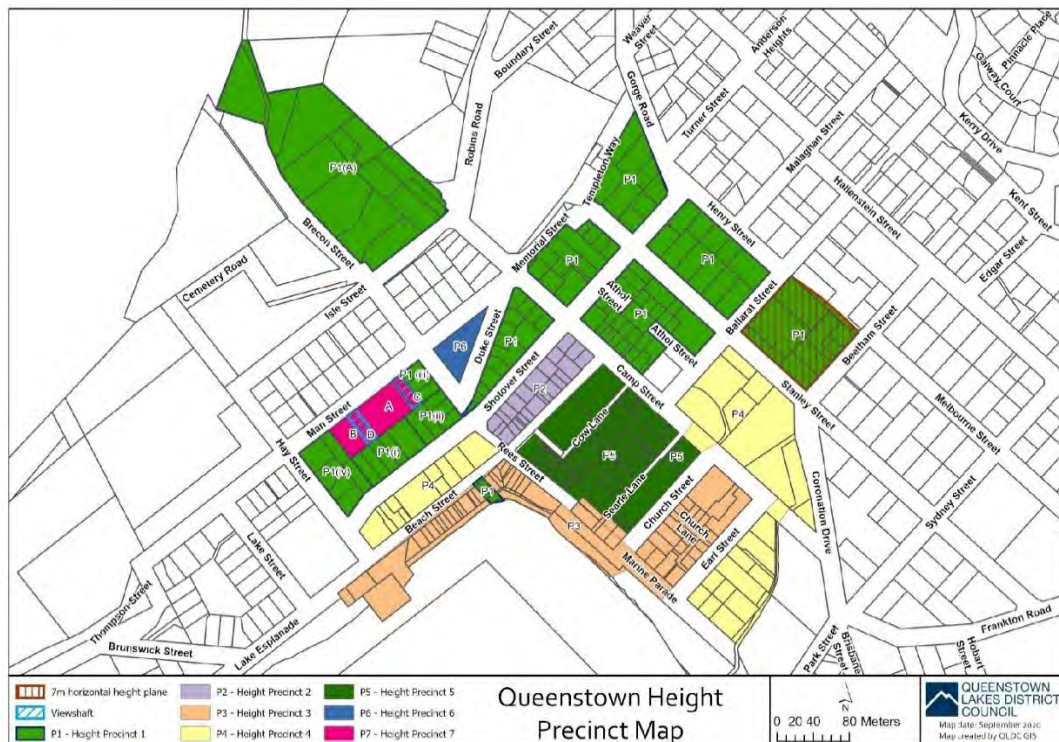 Weaver Street
Anderson Heights
Pinnacle Place
Galway Court
Boundary Street
Gorge Road
Turner Street
Kerry Drive
Robins Road
Malaghan Street
Templeton Way
P1(A)
P1
Hallenstein Street
Kent Street
Henry Street
Brecon Street
Memorial Street
P1
P1
Edgar Street
Cemetery Road
Athol Street
P1
Ballarat Street
Isle Street
Athol Street
P1
Beetham Street
P6
Duke Street
P1
Shotover Street
Camp Street
P1 (iii)
P2
Stanley Street
P4
Melbourne Street
Man Street
A
C
P1(ii)
Cow Lane
B
D
P1(i)
Rees Street
P5
P5
Hay Street
P1(iv)
P4
Searle Lane
Beach Street
P1
Church Street
Coronation Drive
Sydney Street
P3
Church Lane
Lake Street
Earl Street
Marine Parade
Thompson Street
Lake Esplanade
Frankton Road
Brunswick Street
Park Street
Brisbane Street
Hobart Street
7m horizontal height plane
Viewshaft
P1 - Height Precinct 1
P2 - Height Precinct 2
P3 - Height Precinct 3
P4 - Height Precinct 4
P5 - Height Precinct 5
P6 - Height Precinct 6
P7 - Height Precinct 7
Queenstown Height
Precinct Map
0 20 40 80 Meters
N
QUEENSTOWN
LAKES DISTRICT
COUNCIL
Map date: September 2020
Map created by QLDC GIS